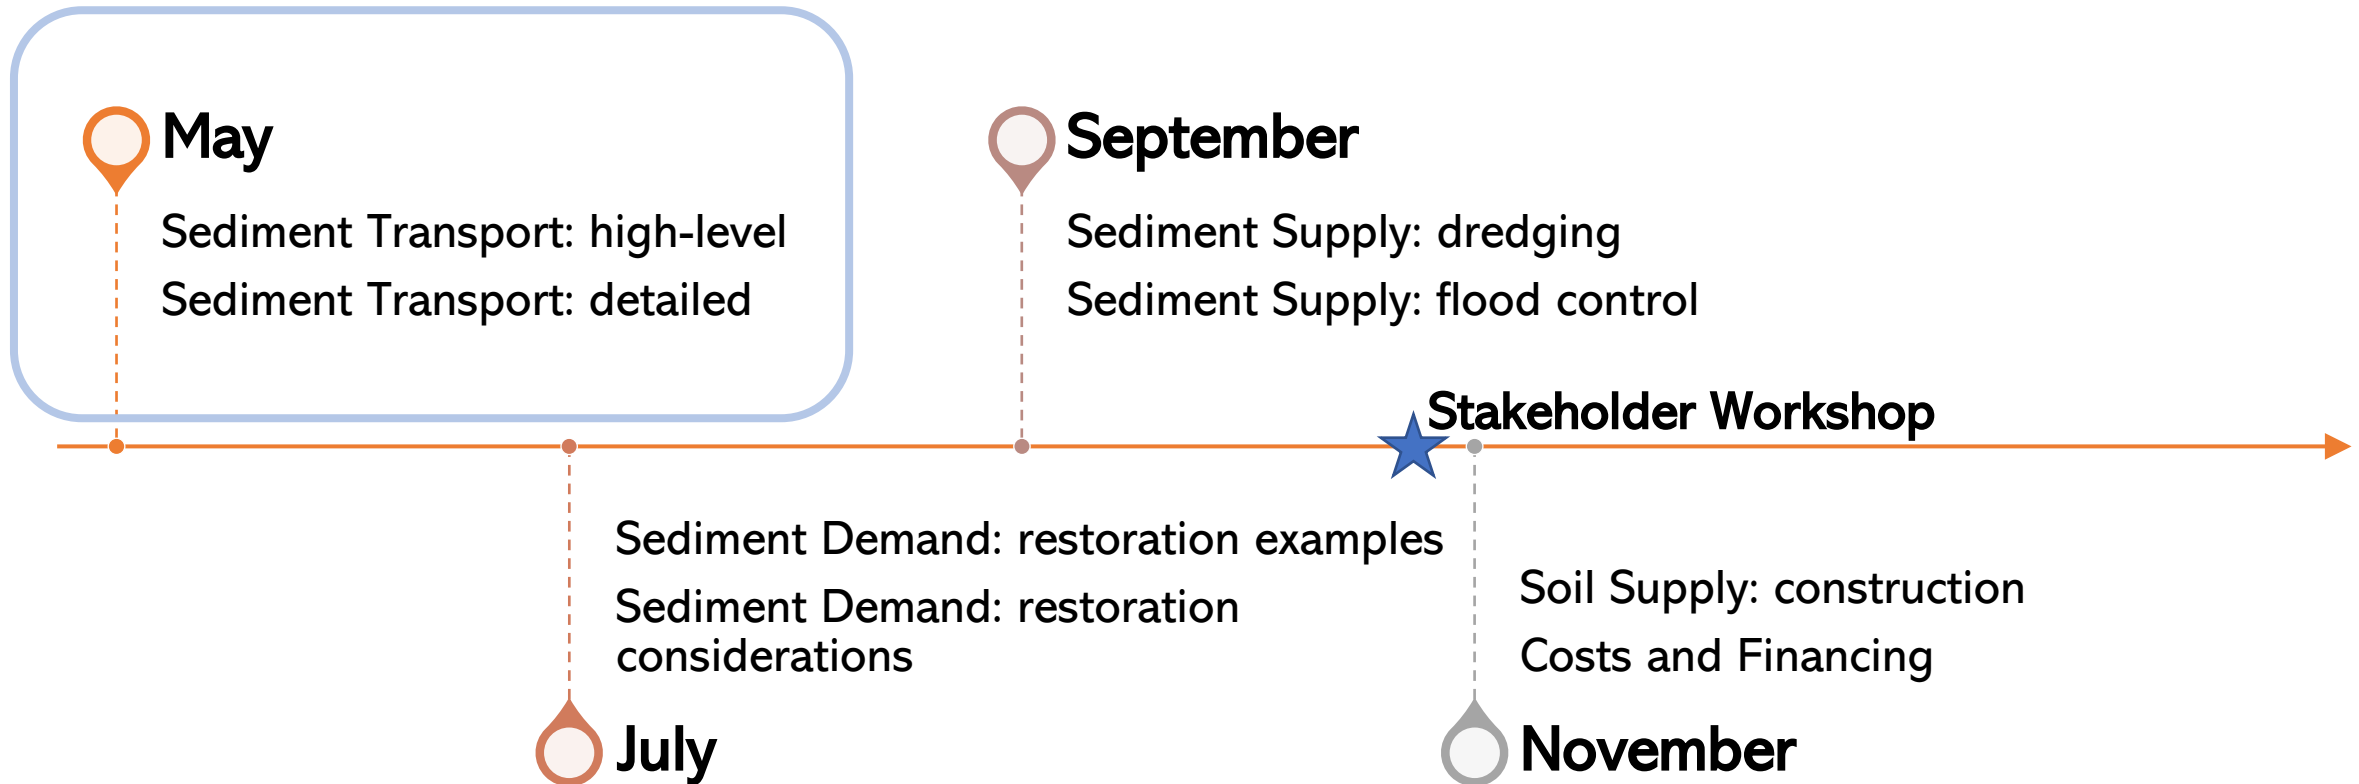 May
Sediment Transport: high-level
Sediment Transport: detailed
September
Sediment Supply: dredging
Sediment Supply: flood control
Stakeholder Workshop
Sediment Demand: restoration examples
Sediment Demand: restoration
considerations
July
Soil Supply: construction
Costs and Financing
November